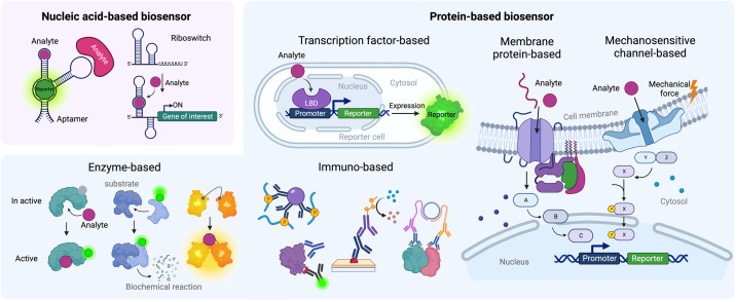 Nucleic acid-based biosensor
Analyte
Analyte
Reporter
Aptamer
Riboswitch
5'
UUUUUUU 3'
Analyte
ON
5'
Gene of interest
3'
Protein-based biosensor
Transcription factor-based
Analyte
Nucleus
Cytosol
LBD
Promoter
Reporter
Expression
Reporter
Reporter cell
Membrane
protein-based
Analyte
Cell membrane
Mechanosensitive
channel-based
Analyte
Mechanical
force
A
B
C
Y
Z
X
X
X
Cytosol
Nucleus
Promoter
Reporter
Enzyme-based
In active
substrate
Analyte
Active
Biochemical reaction
Immuno-based